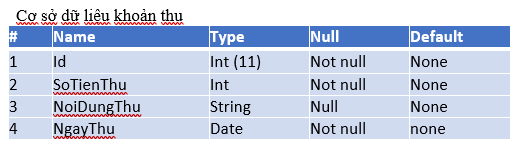 Cơ sở dữ liêu khoản thu
# Name Type Null Default
1 Id Int (11) Not null None
2 SoTienThu Int Not null None
3 NoiDungThu String Null None
4 NgayThu Date Not null none